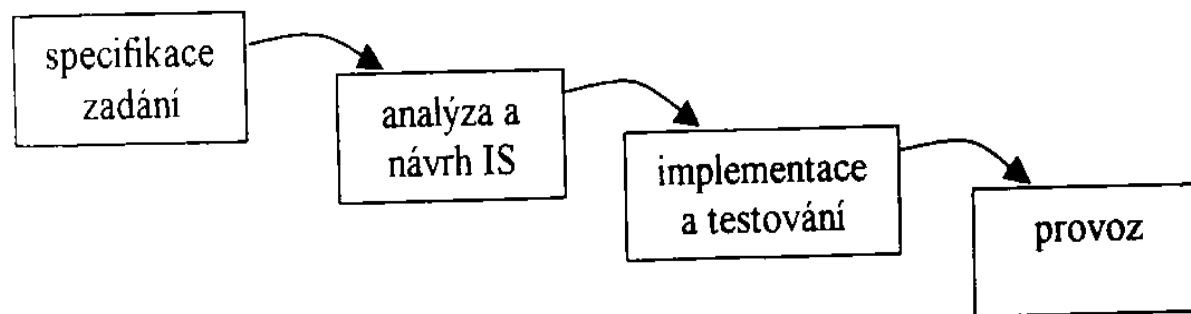 specifikace
zadání
analýza a
návrh IS
implementace
a testování
provoz